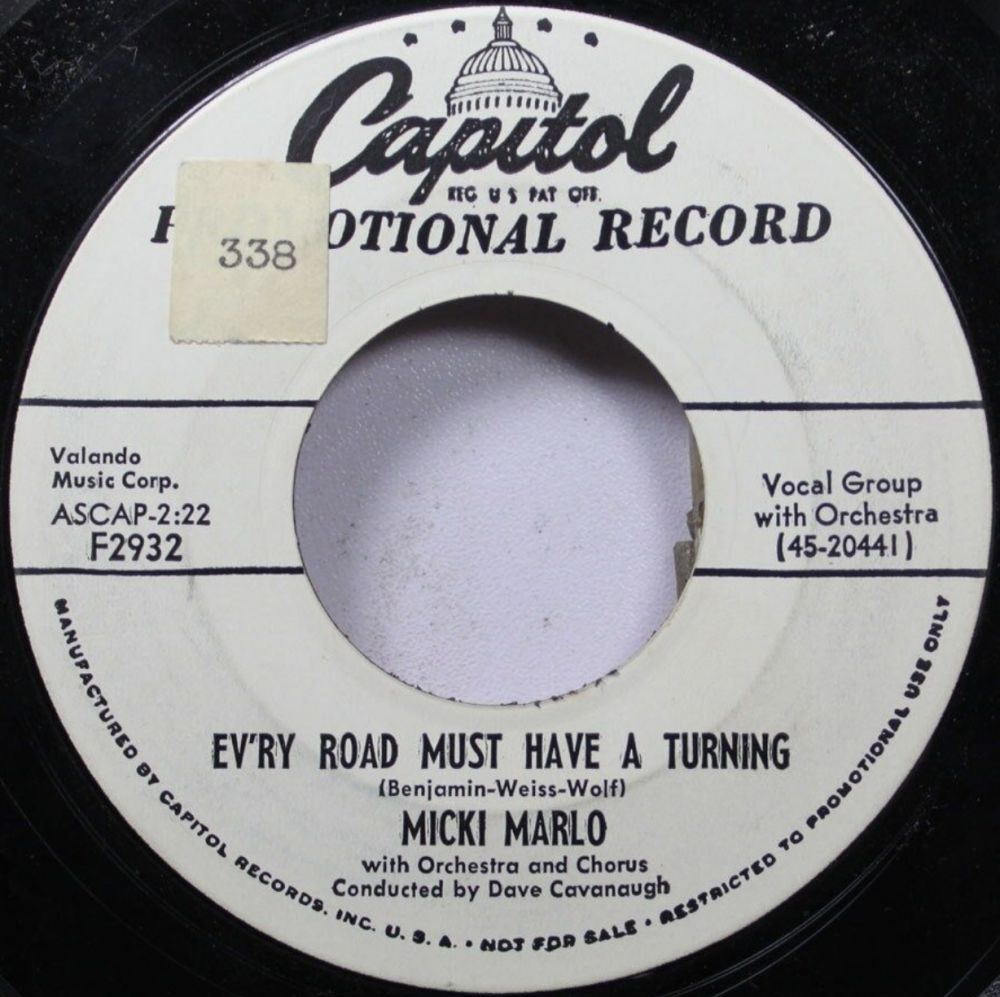 Capitol
REG. U S PAT. OFF.
338
OTIONAL RECORD
Valando
Music Corp.
ASCAP-2:22
F2932
Vocal Group
with Orchestra
(45-20441)
EV'RY ROAD MUST HAVE A TURNING
(Benjamin-Weiss-Wolf)
MICKI MARLO
with Orchestra and Chorus
Conducted by Dave Cavanaugh
MANUFACTURED BY CAPITOL RECORDS, INC. U. S. A. • NOT FOR SALE • RESTRICTED TO PROMOTIONAL USE ONLY